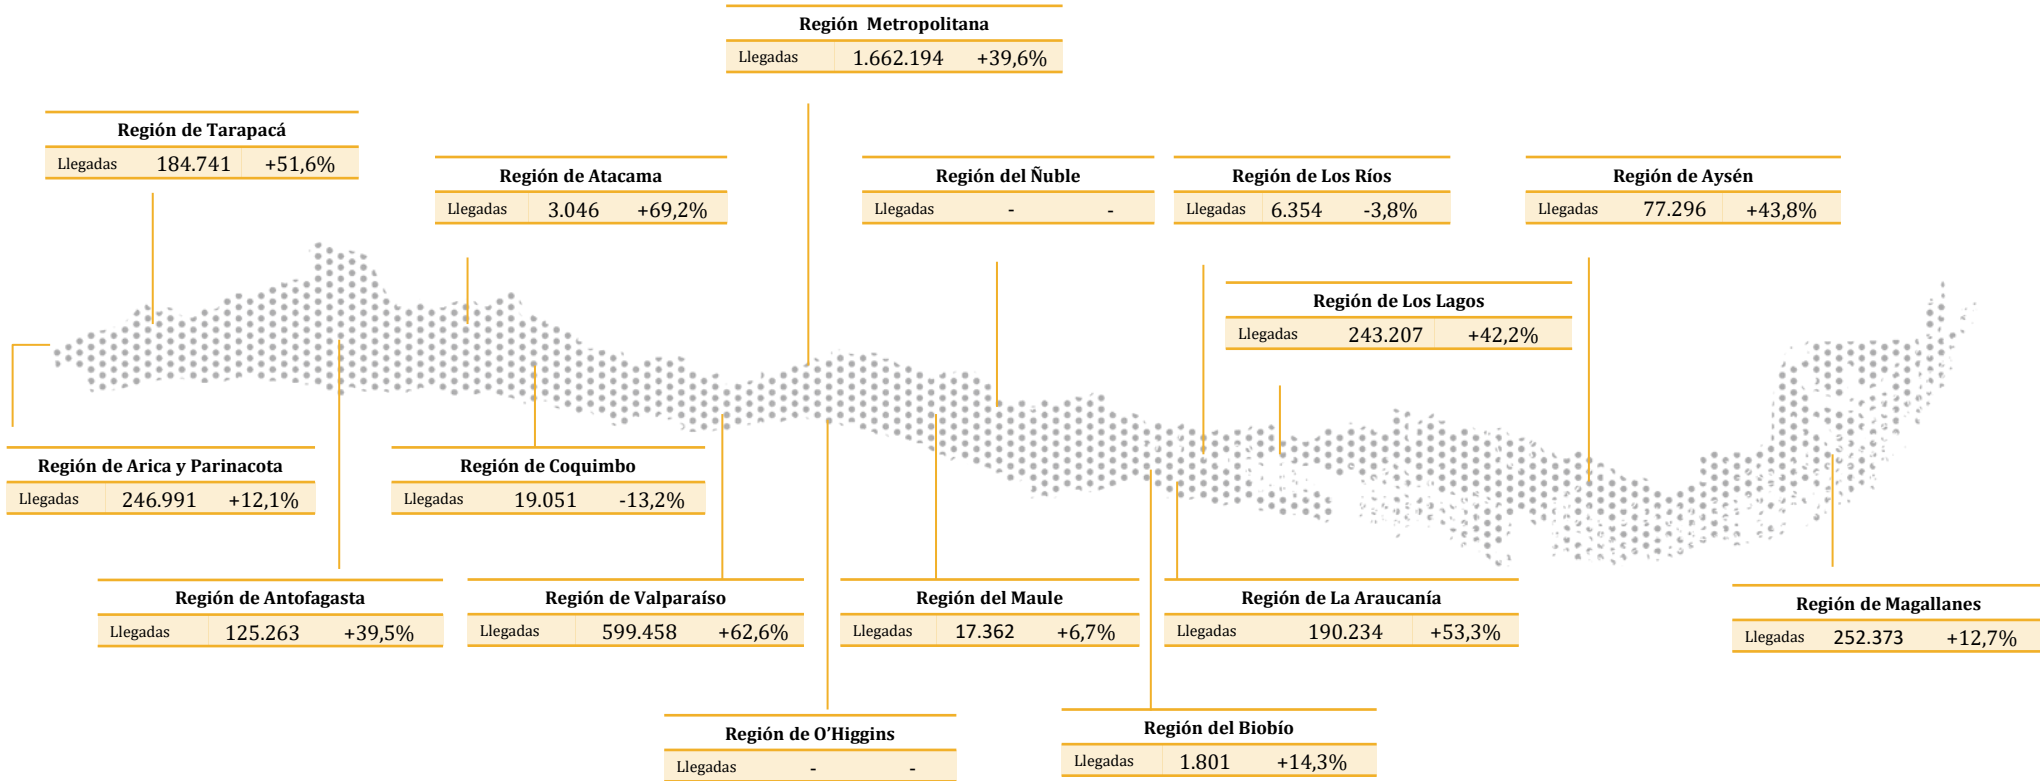 Región Metropolitana
Llegadas 1.662.194 +39,6%
Región de Tarapacá
Llegadas 184.741 +51,6%
Región de Atacama
Llegadas 3.046 +69,2%
Región del Ñuble
Llegadas - -
Región de Los Ríos
Llegadas 6.354 -3,8%
Región de Aysén
Llegadas 77.296 +43,8%
Región de Los Lagos
Llegadas 243.207 +42,2%
Región de Arica y Parinacota
Llegadas 246.991 +12,1%
Región de Coquimbo
Llegadas 19.051 -13,2%
Región de Antofagasta
Llegadas 125.263 +39,5%
Región de Valparaíso
Llegadas 599.458 +62,6%
Región del Maule
Llegadas 17.362 +6,7%
Región de La Araucanía
Llegadas 190.234 +53,3%
Región de Magallanes
Llegadas 252.373 +12,7%
Región de O’Higgins
Llegadas - -
Región del Biobío
Llegadas 1.801 +14,3%